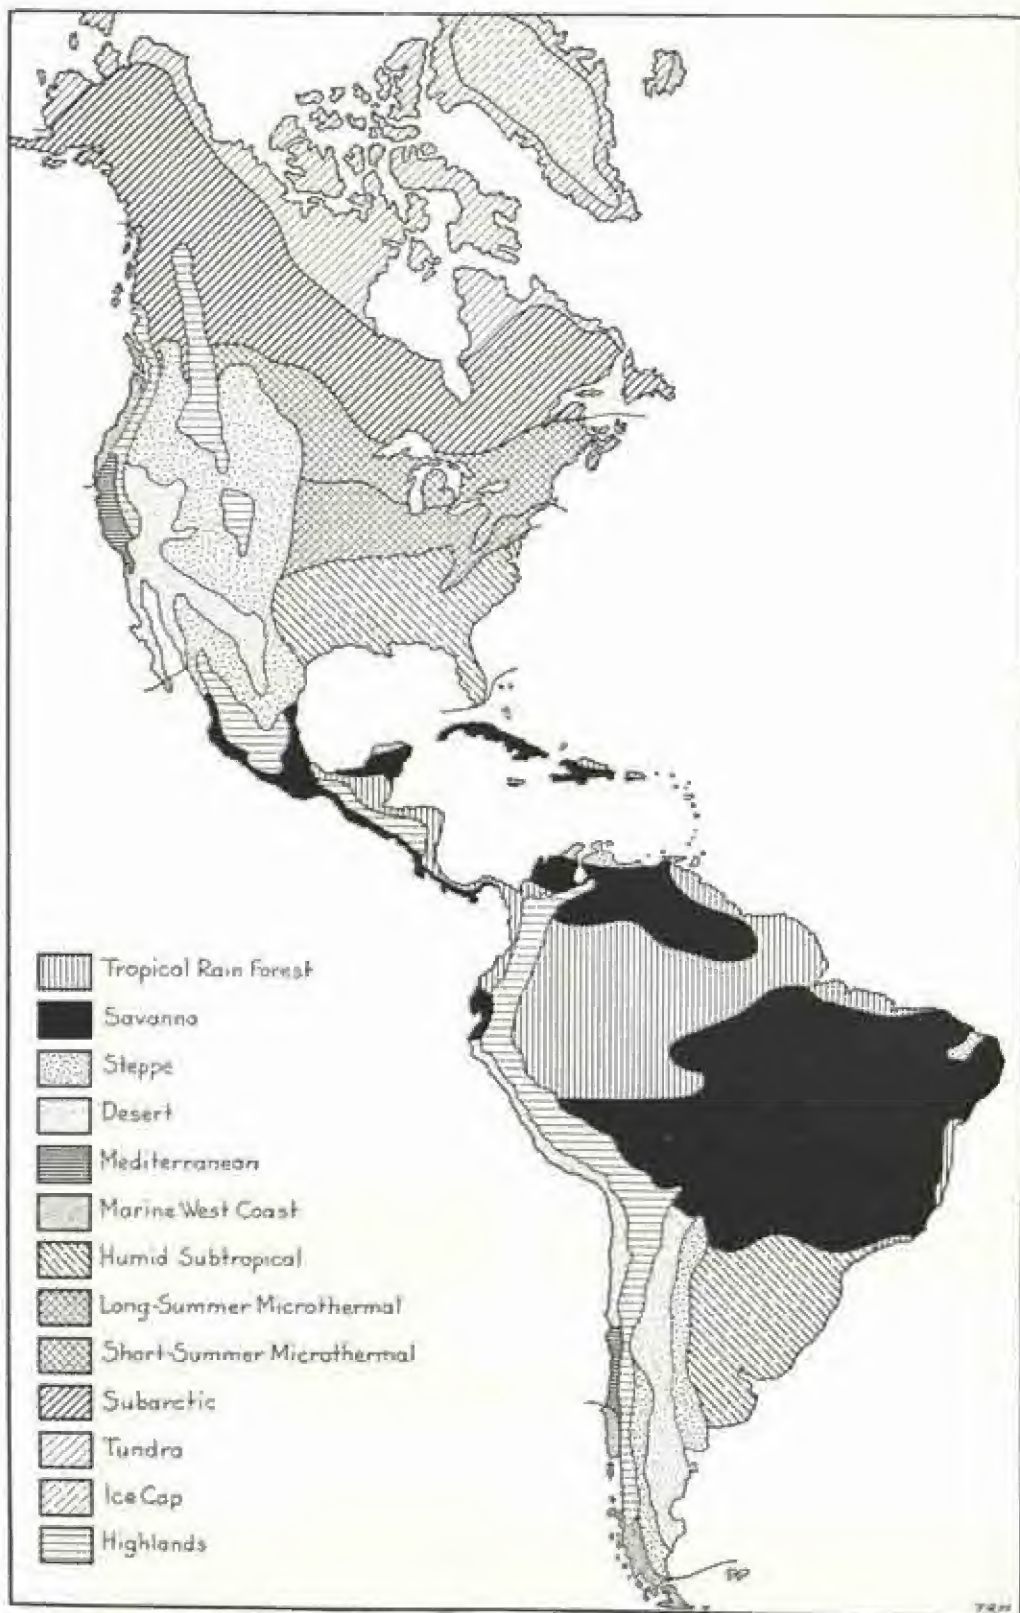 Tropical Rain Forest
Savanna
Steppe
Desert
Mediterranean
Marine West Coast
Humid Subtropical
Long-Summer Microthermal
Short-Summer Microthermal
Subarctic
Tundra
Ice Cap
Highlands